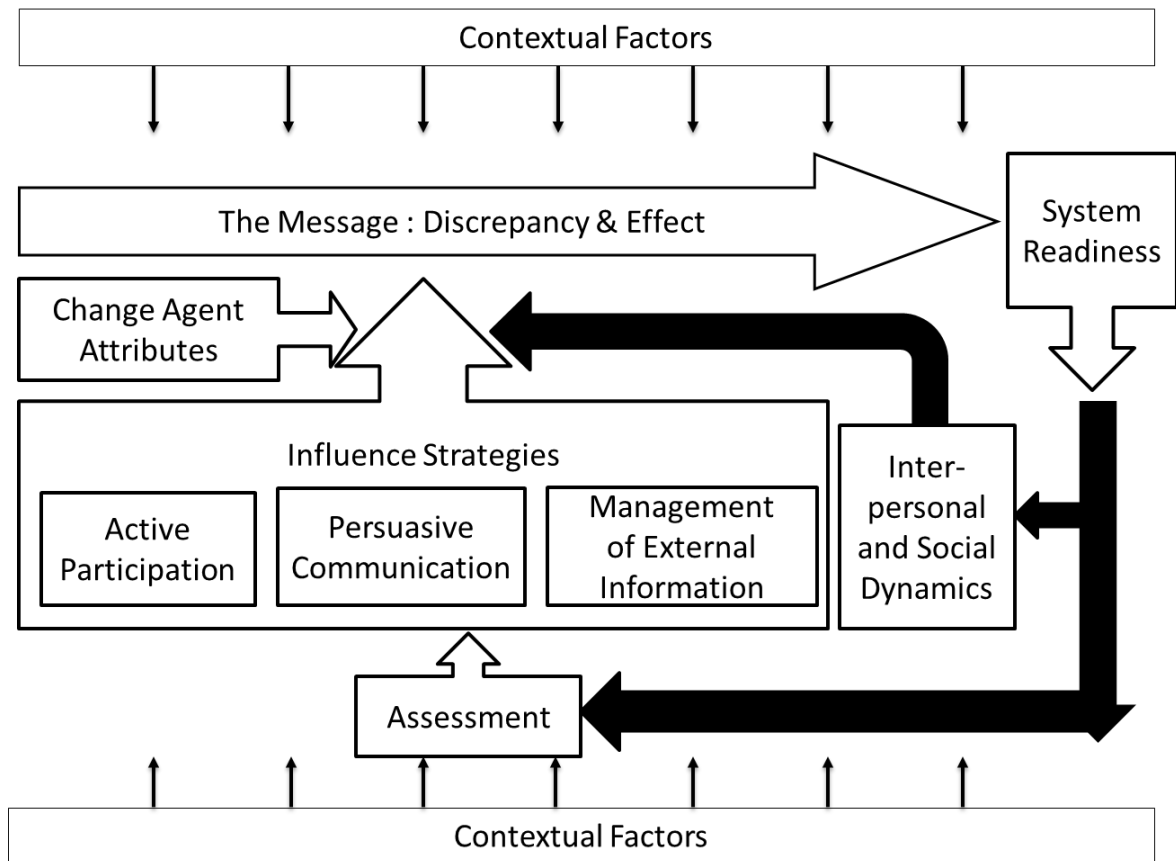 Contextual Factors
The Message : Discrepancy & Effect
System
Readiness
Change Agent
Attributes
Influence Strategies
Active
Participation
Persuasive
Communication
Management
of External
Information
Inter-
personal
and Social
Dynamics
Assessment
Contextual Factors